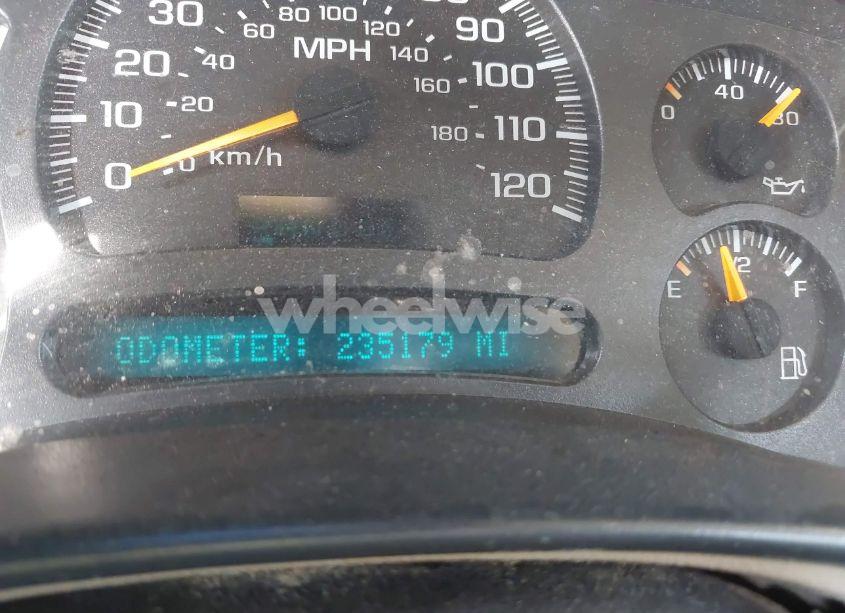 30 60 80 100 120 90
MPH
20 40 140 100
160
10 20 180 110
0 0 km/h 120
0 40 80
1/2
E F
wheelwise
ODOMETER: 235179 MI